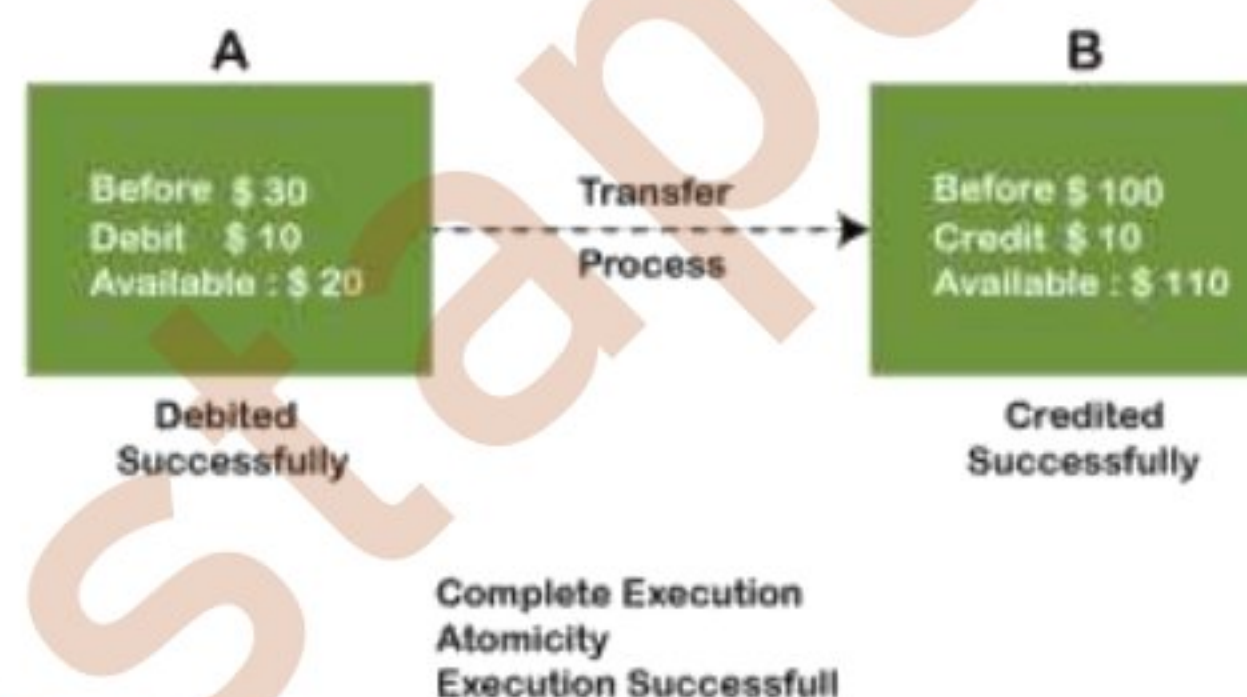 A
Before $ 30
Debit $ 10
Available : $ 20
Debited
Successfully
Transfer
Process
B
Before $ 100
Credit $ 10
Available : $ 110
Credited
Successfully
Complete Execution
Atomicity
Execution Successfull